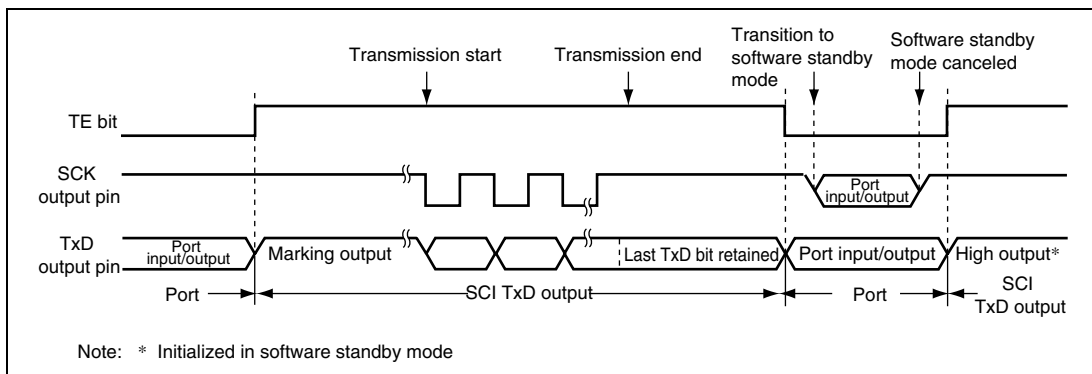 Transmission start
Transmission end
Transition to
software standby
mode
Software standby
mode canceled
TE bit
SCK
output pin
Port
input/output
TxD
output pin
Port
input/output
Marking output
Last TxD bit retained
Port input/output
High output*
Port
SCI TxD output
Port
SCI
TxD output
Note: * Initialized in software standby mode